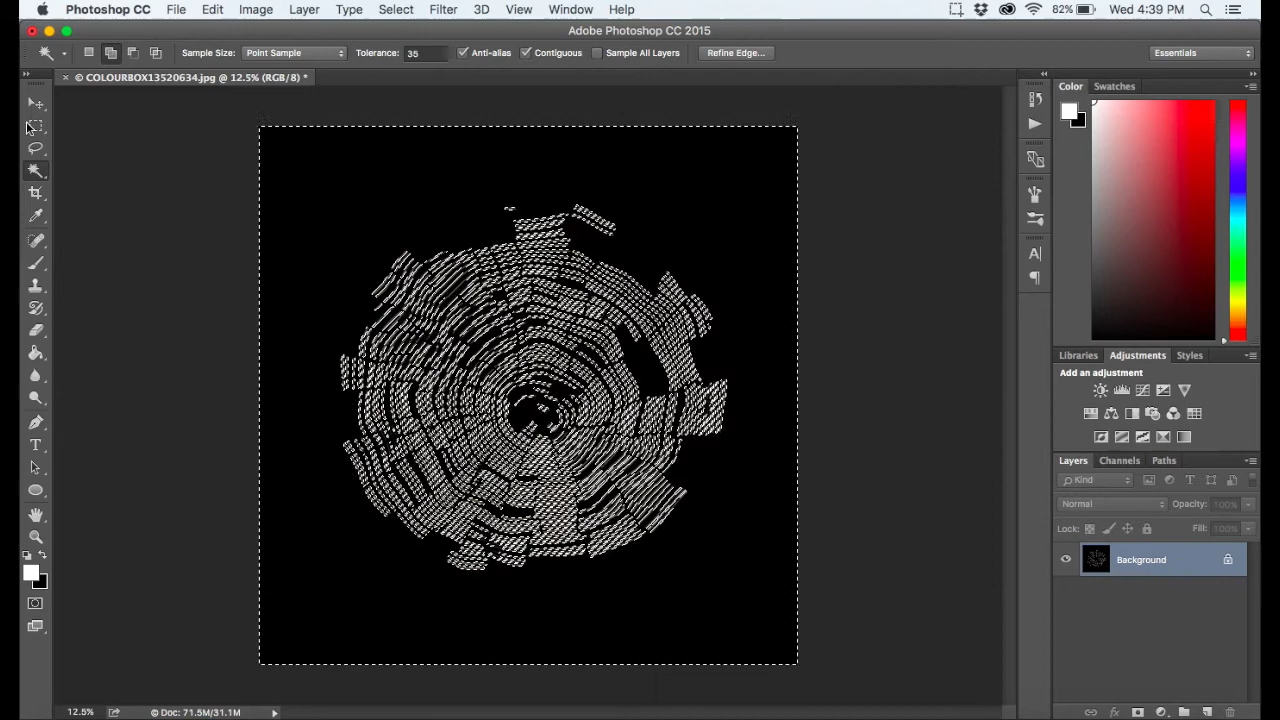 Photoshop CC File Edit Image Layer Type Select Filter 3D View Window Help 82% Wed 4:39 PM
Adobe Photoshop CC 2015
Sample Size: Point Sample Tolerance: 35 Anti-alias Contiguous Sample All Layers Refine Edge... Essentials
× © COLOURBOX13520634.jpg @ 12.5% (RGB/8) *
Color Swatches
Libraries Adjustments Styles
Add an adjustment
Layers Channels Paths
Kind
Normal Opacity: 100%
Lock: Fill: 100%
Background
12.5% © Doc: 71.5M/31.1M